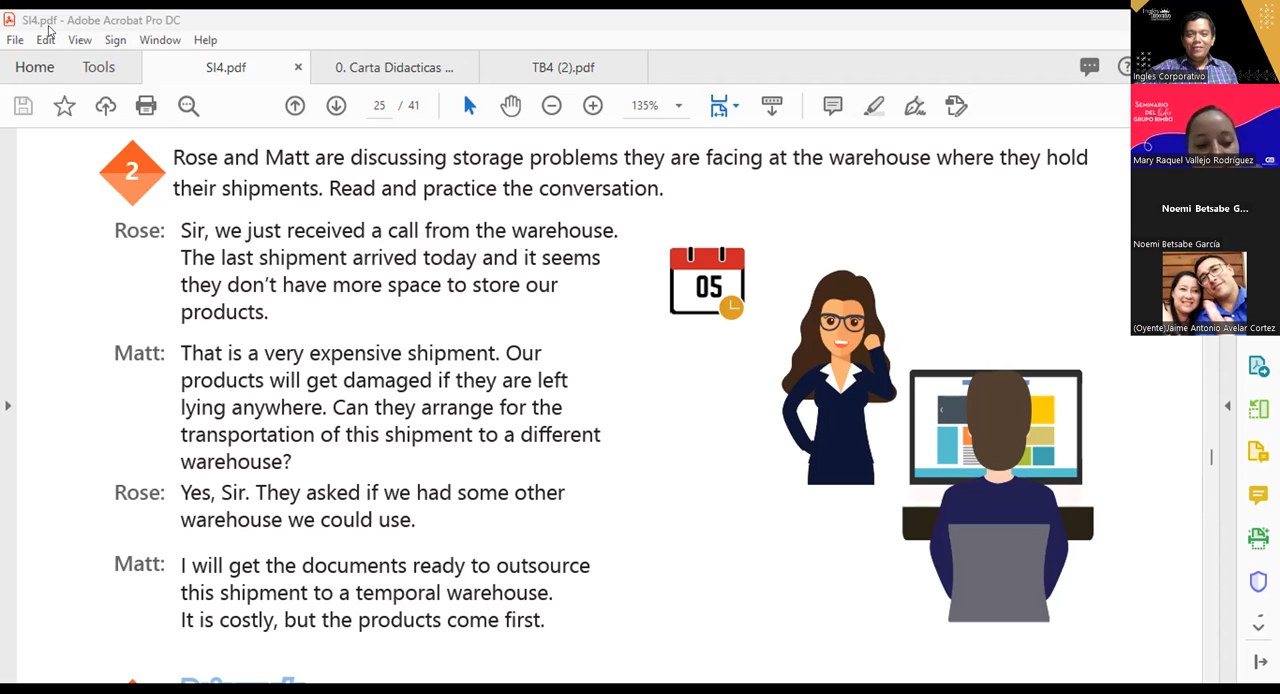 SI4.pdf - Adobe Acrobat Pro DC
File Edit View Sign Window Help
Home Tools SI4.pdf × 0. Carta Didacticas ... TB4 (2).pdf
25 / 41 135%
2
Rose and Matt are discussing storage problems they are facing at the warehouse where they hold
their shipments. Read and practice the conversation.
Rose: Sir, we just received a call from the warehouse.
The last shipment arrived today and it seems
they don't have more space to store our
products.
Matt: That is a very expensive shipment. Our
products will get damaged if they are left
lying anywhere. Can they arrange for the
transportation of this shipment to a different
warehouse?
Rose: Yes, Sir. They asked if we had some other
warehouse we could use.
Matt: I will get the documents ready to outsource
this shipment to a temporal warehouse.
It is costly, but the products come first.
05
Inglés Corporativo
SEMINARIO
DEL
GRUPO BIMBO
Mary Raquel Vallejo Rodríguez
Noemi Betsabe G...
Noemi Betsabe García
(Oyente)Jaime Antonio Avelar Cortez